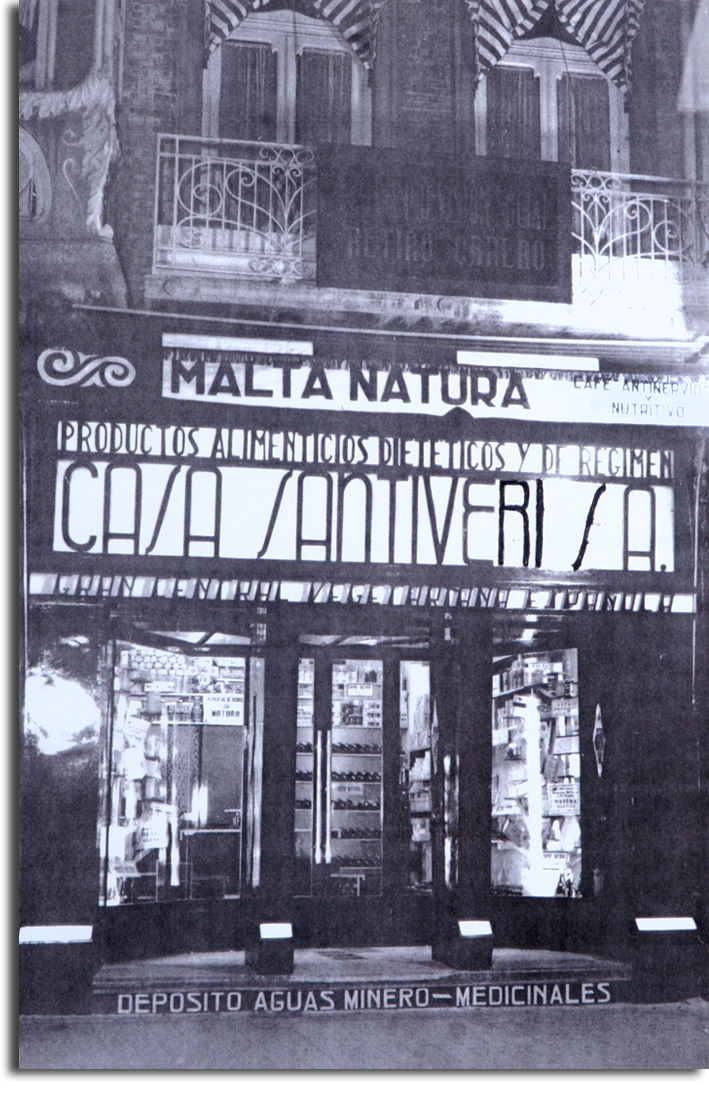 MALTA NATURA
CAFE ANTINERVIO
Y
NUTRITIVO
PRODUCTOS ALIMENTICIOS DIETETICOS Y DE REGIMEN
CASA SANTIVERI S A.
GRAN CENTRAL VEGETARIANA ESPAÑOLA
NATURA
DEPOSITO AGUAS MINERO-MEDICINALES